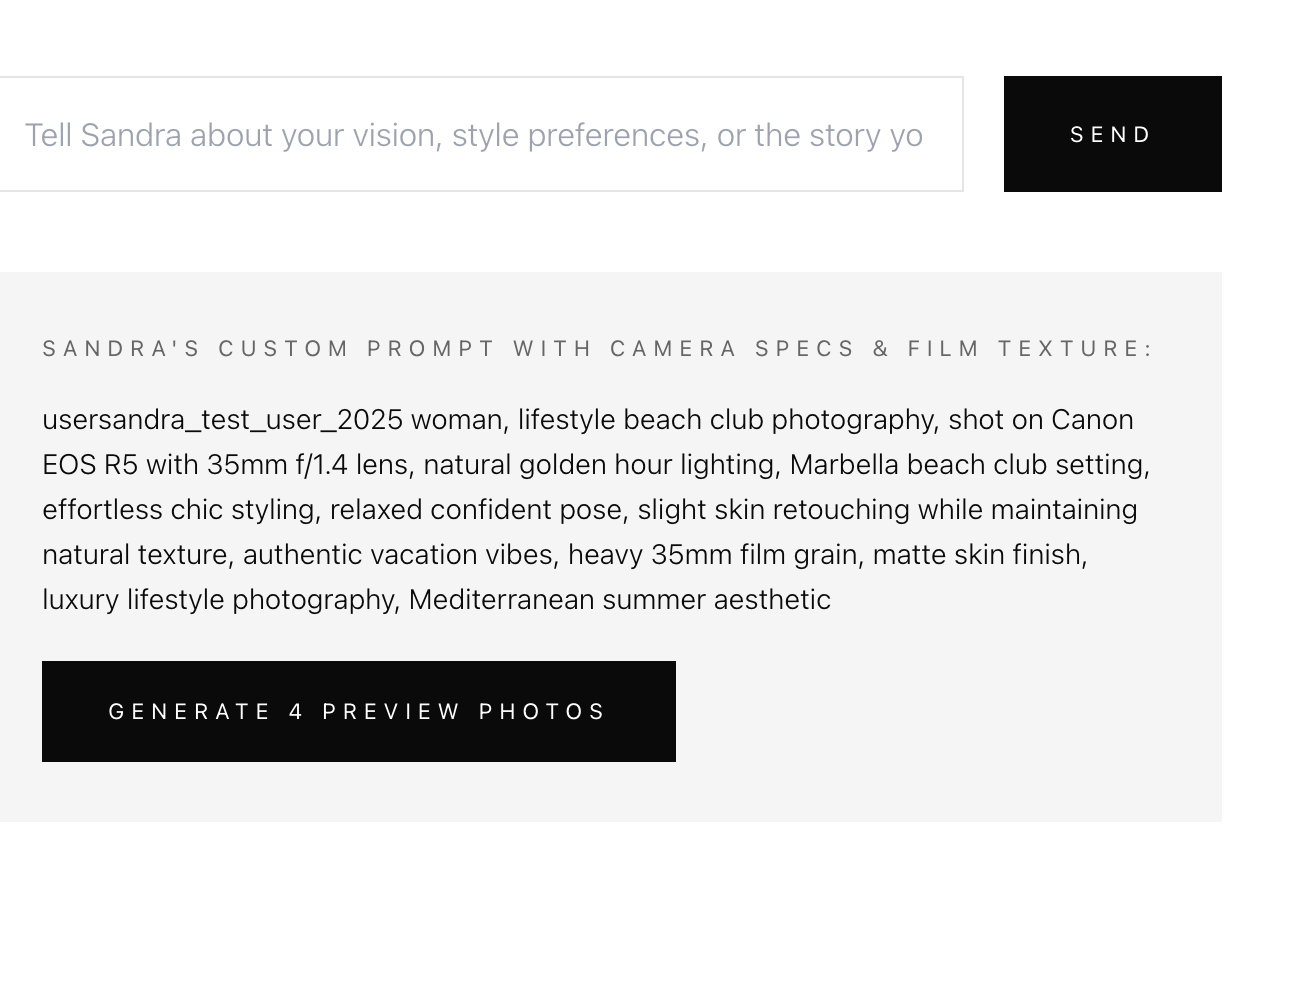 Tell Sandra about your vision, style preferences, or the story yo
SEND
SANDRA'S CUSTOM PROMPT WITH CAMERA SPECS & FILM TEXTURE:
usersandra_test_user_2025 woman, lifestyle beach club photography, shot on Canon
EOS R5 with 35mm f/1.4 lens, natural golden hour lighting, Marbella beach club setting,
effortless chic styling, relaxed confident pose, slight skin retouching while maintaining
natural texture, authentic vacation vibes, heavy 35mm film grain, matte skin finish,
luxury lifestyle photography, Mediterranean summer aesthetic
GENERATE 4 PREVIEW PHOTOS